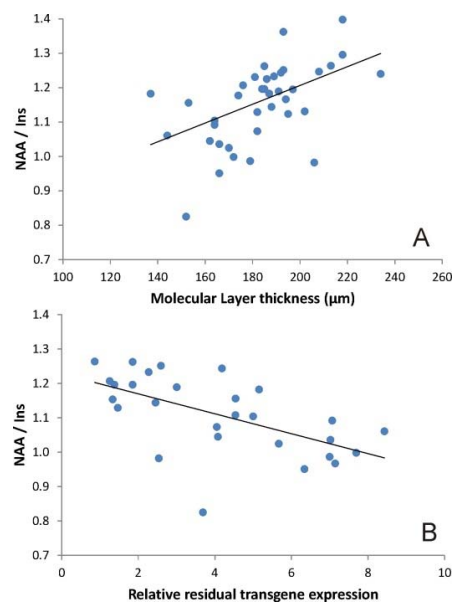 1.4
1.3
1.2
1.1
1.0
0.9
0.8
0.7
NAA / Ins
A
100 120 140 160 180 200 220 240 260
Molecular Layer thickness (µm)
1.4
1.3
1.2
1.1
1.0
0.9
0.8
0.7
NAA / Ins
B
0 2 4 6 8 10
Relative residual transgene expression